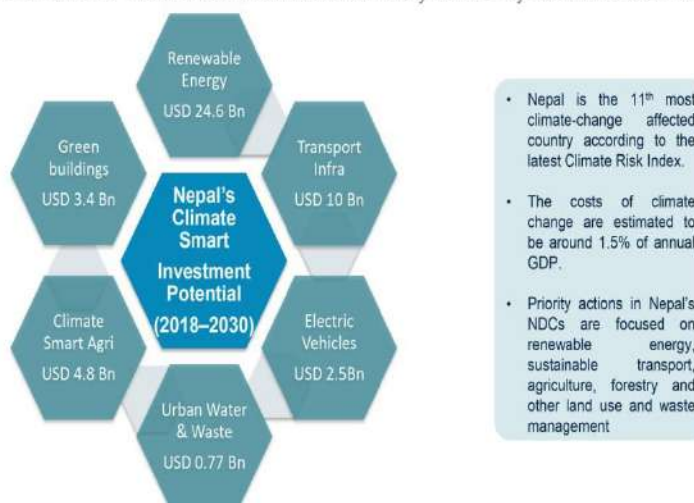 Renewable
Energy
USD 24.6 Bn
Transport
Infra
USD 10 Bn
Electric
Vehicles
USD 2.5Bn
Urban Water
& Waste
USD 0.77 Bn
Climate
Smart Agri
USD 4.8 Bn
Green
buildings
USD 3.4 Bn
Nepal's
Climate
Smart
Investment
Potential
(2018–2030)
• Nepal is the 11th most
climate-change affected
country according to the
latest Climate Risk Index.
• The costs of climate
change are estimated to
be around 1.5% of annual
GDP.
• Priority actions in Nepal's
NDCs are focused on
renewable energy,
sustainable transport,
agriculture, forestry and
other land use and waste
management